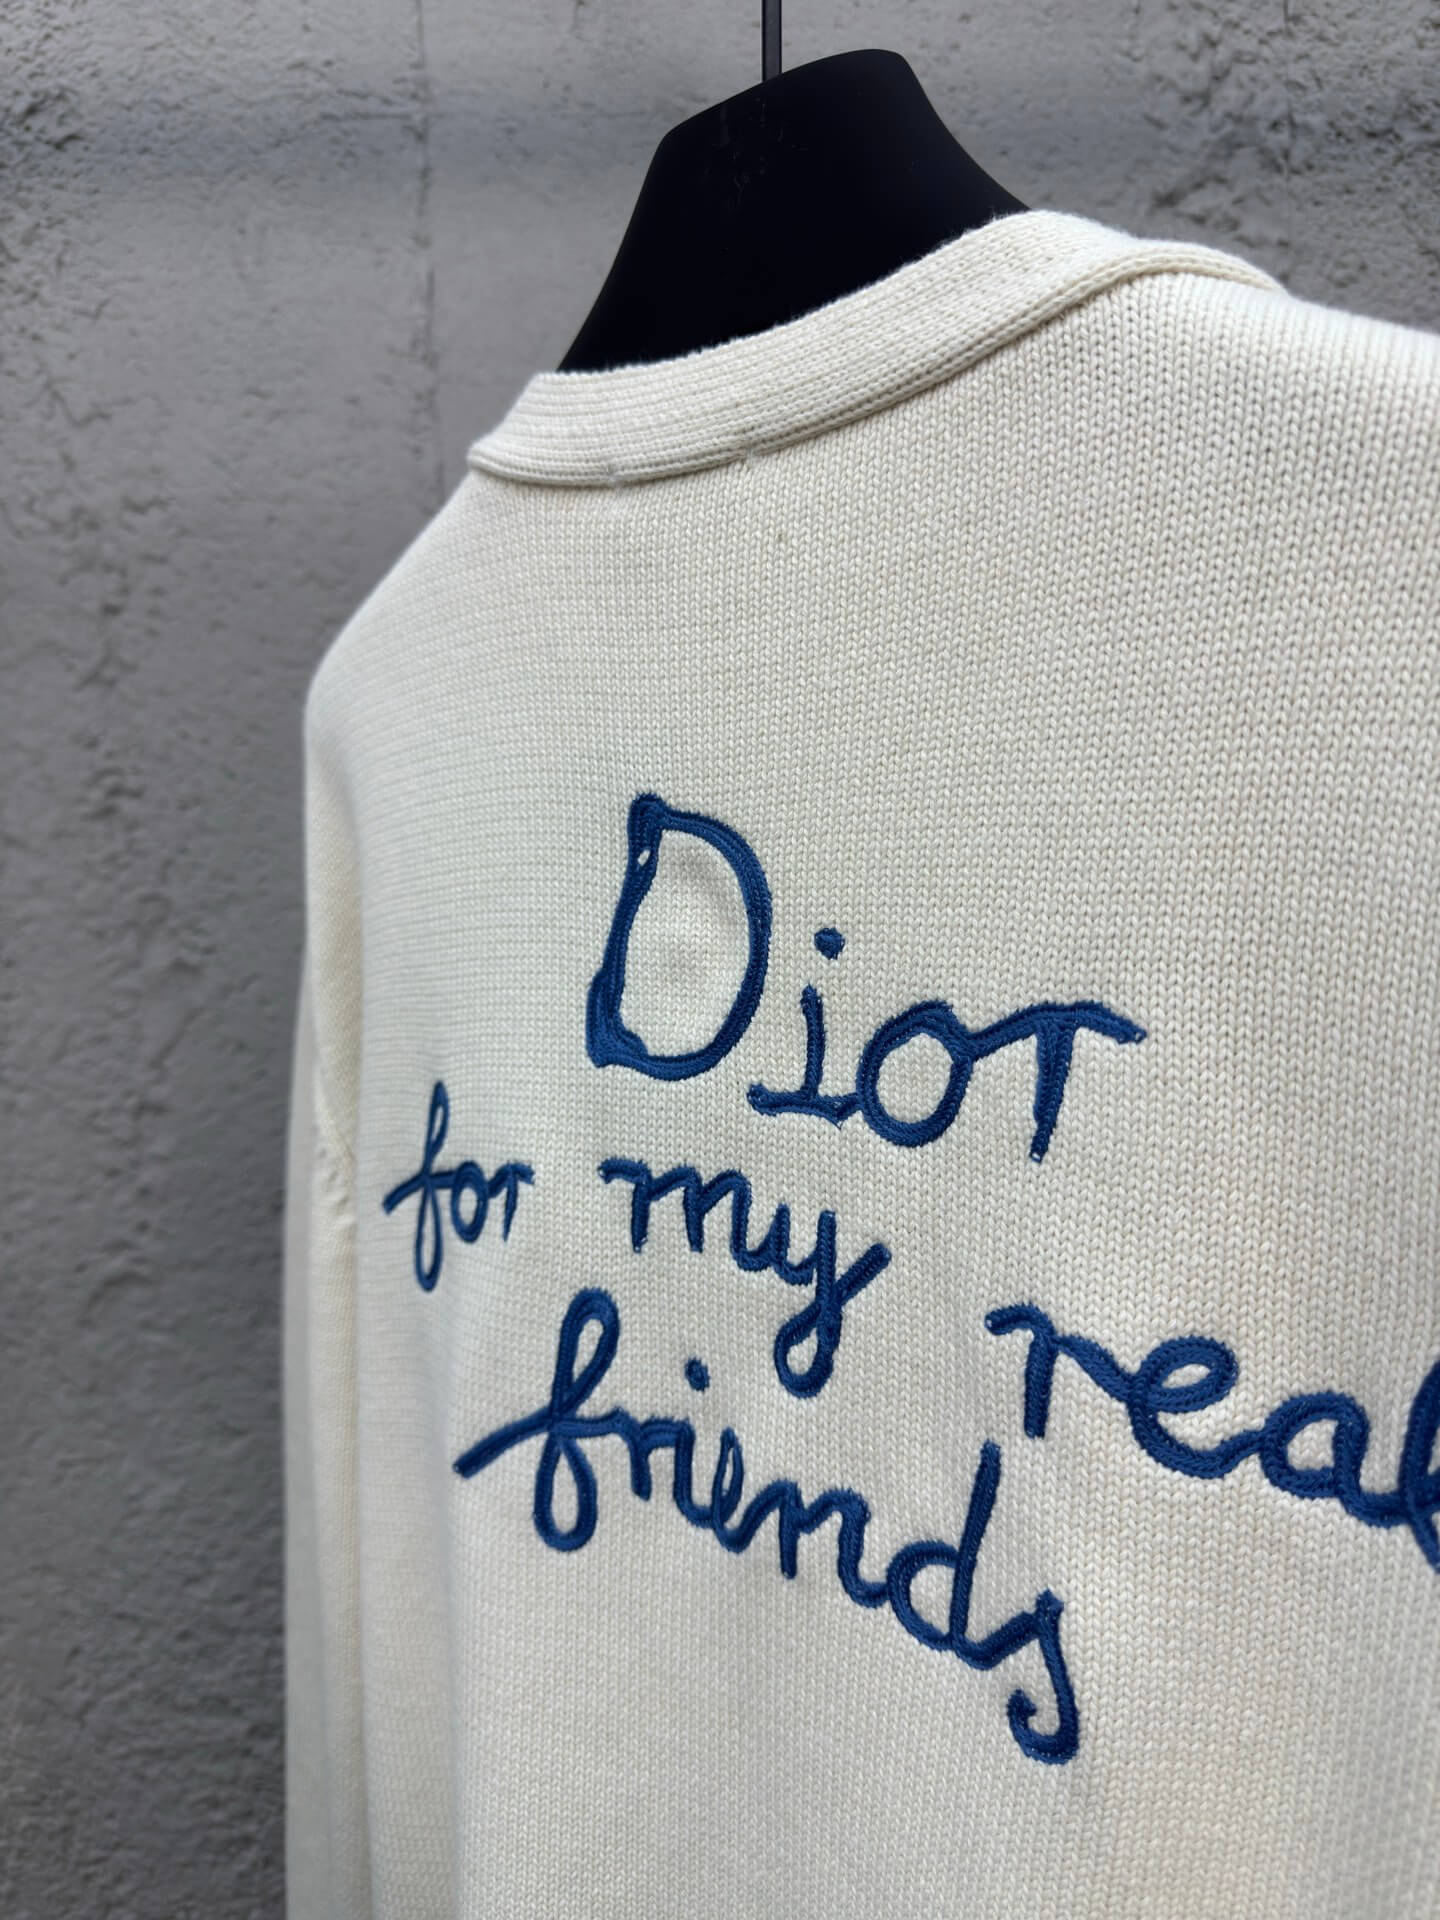 Dior
for my real
friends